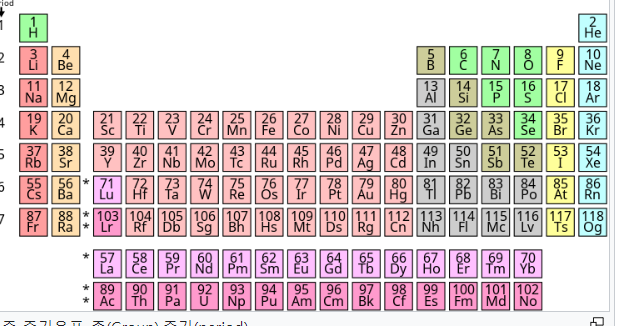 riod
1 1 2
H He
2 3 4 5 6 7 8 9 10
Li Be B C N O F Ne
3 11 12 13 14 15 16 17 18
Na Mg Al Si P S Cl Ar
4 19 20 21 22 23 24 25 26 27 28 29 30 31 32 33 34 35 36
K Ca Sc Ti V Cr Mn Fe Co Ni Cu Zn Ga Ge As Se Br Kr
5 37 38 39 40 41 42 43 44 45 46 47 48 49 50 51 52 53 54
Rb Sr Y Zr Nb Mo Tc Ru Rh Pd Ag Cd In Sn Sb Te I Xe
6 55 56 * 71 72 73 74 75 76 77 78 79 80 81 82 83 84 85 86
Cs Ba Lu Hf Ta W Re Os Ir Pt Au Hg Tl Pb Bi Po At Rn
7 87 88 * 103 104 105 106 107 108 109 110 111 112 113 114 115 116 117 118
Fr Ra * Lr Rf Db Sg Bh Hs Mt Ds Rg Cn Nh Fl Mc Lv Ts Og
* 57 58 59 60 61 62 63 64 65 66 67 68 69 70
La Ce Pr Nd Pm Sm Eu Gd Tb Dy Ho Er Tm Yb
* 89 90 91 92 93 94 95 96 97 98 99 100 101 102
* Ac Th Pa U Np Pu Am Cm Bk Cf Es Fm Md No
족(Group) 주기(period)